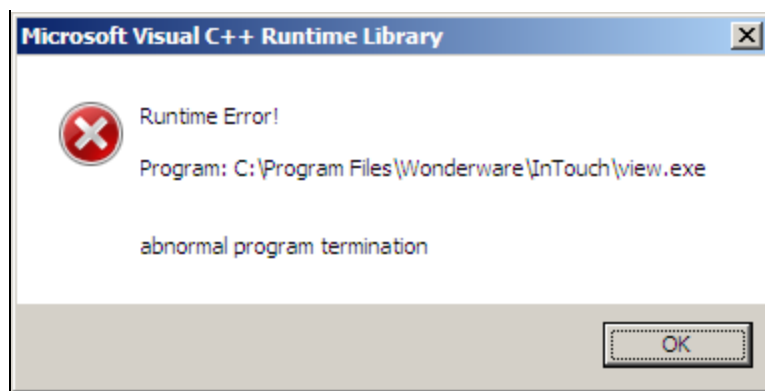 Microsoft Visual C++ Runtime Library
Runtime Error!
Program: C:\Program Files\Wonderware\InTouch\view.exe
abnormal program termination
OK